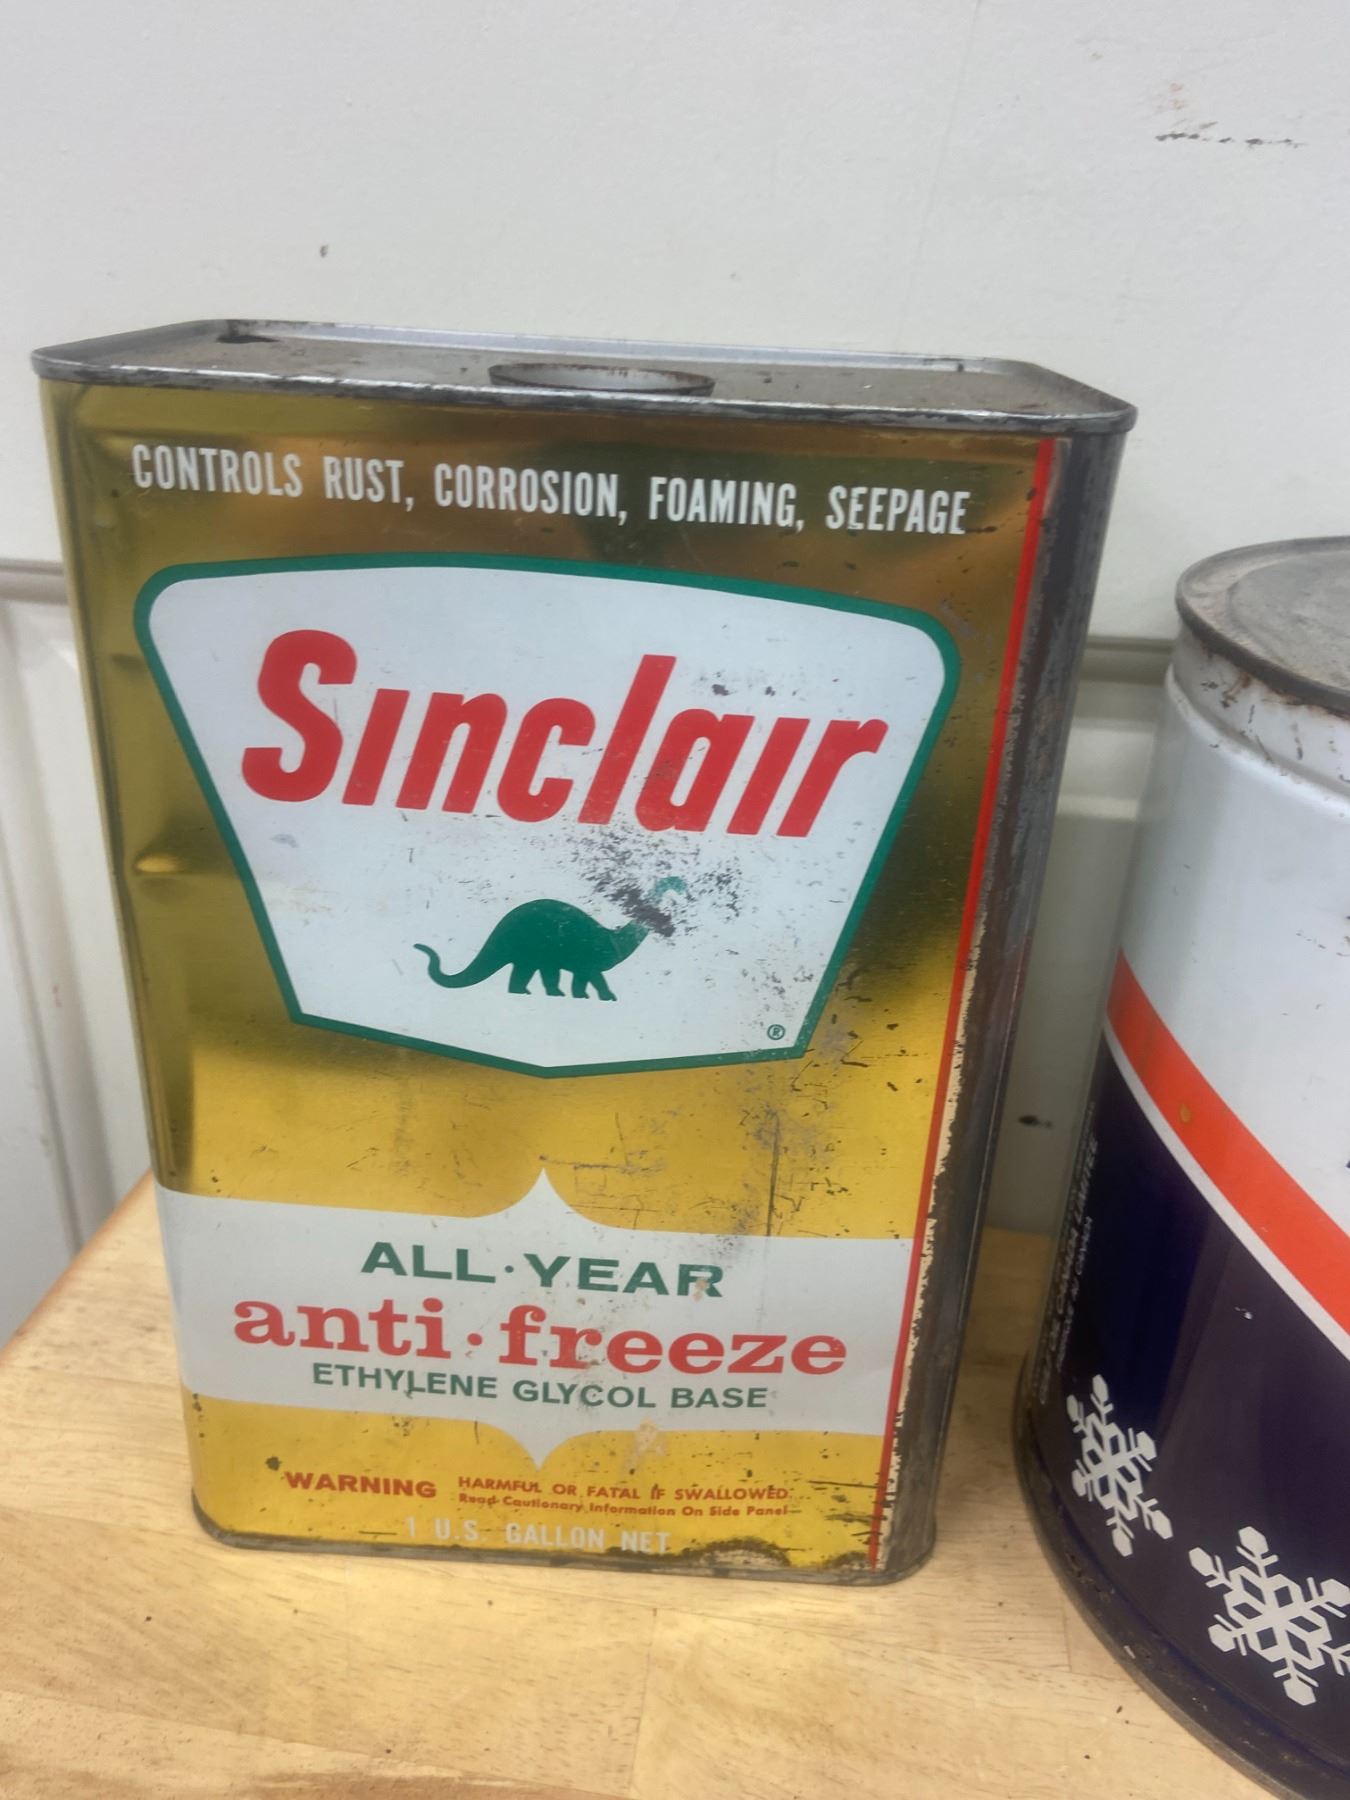 CONTROLS RUST, CORROSION, FOAMING, SEEPAGE
Sinclair
®
ALL·YEAR
anti·freeze
ETHYLENE GLYCOL BASE
WARNING HARMFUL OR FATAL IF SWALLOWED
Read Cautionary Information On Side Panel
1 U.S. GALLON NET